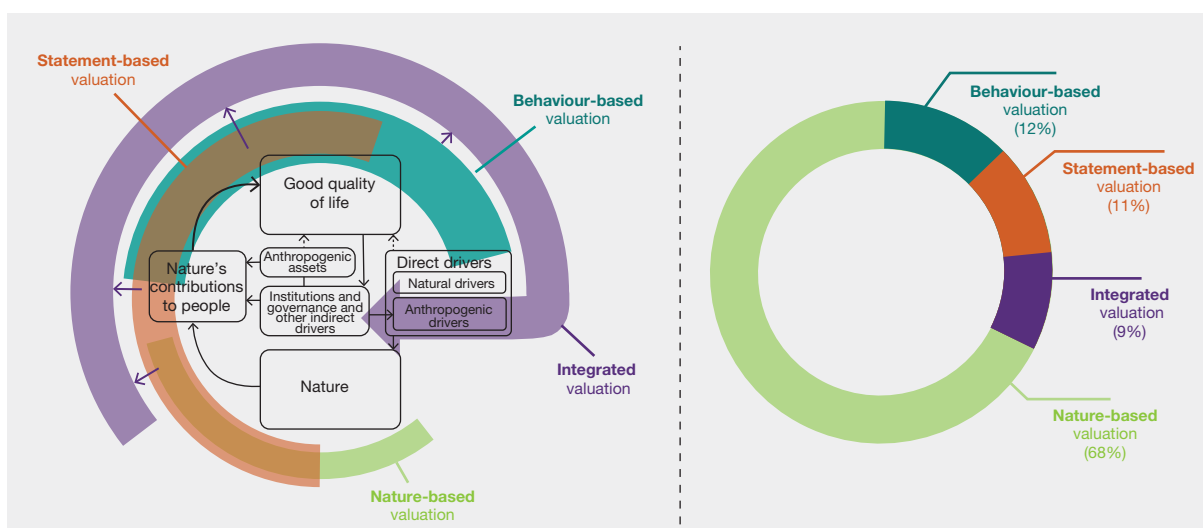 Statement-based
valuation
Behaviour-based
valuation
Good quality
of life
Anthropogenic
assets
Nature's
contributions
to people
Institutions and
governance and
other indirect
drivers
Direct drivers
Natural drivers
Anthropogenic
drivers
Nature
Integrated
valuation
Nature-based
valuation
Behaviour-based
valuation
(12%)
Statement-based
valuation
(11%)
Integrated
valuation
(9%)
Nature-based
valuation
(68%)